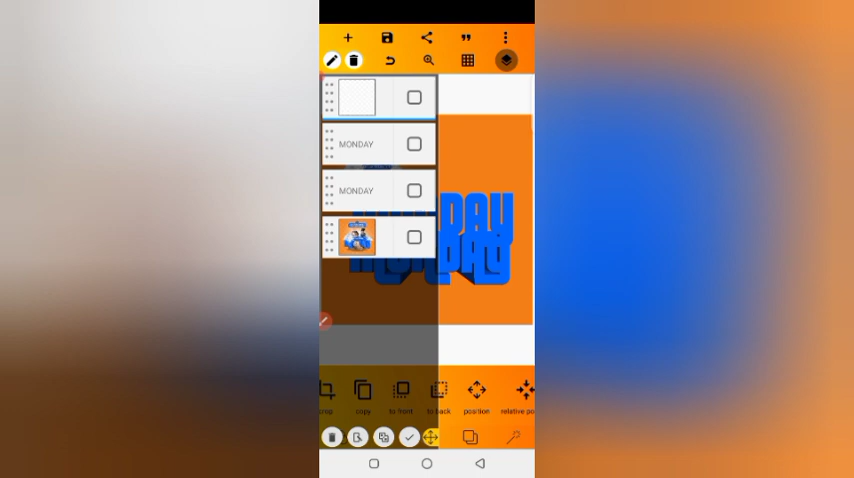 MONDAY
MONDAY
DAY
crop
copy
to front
to back
position
relative po